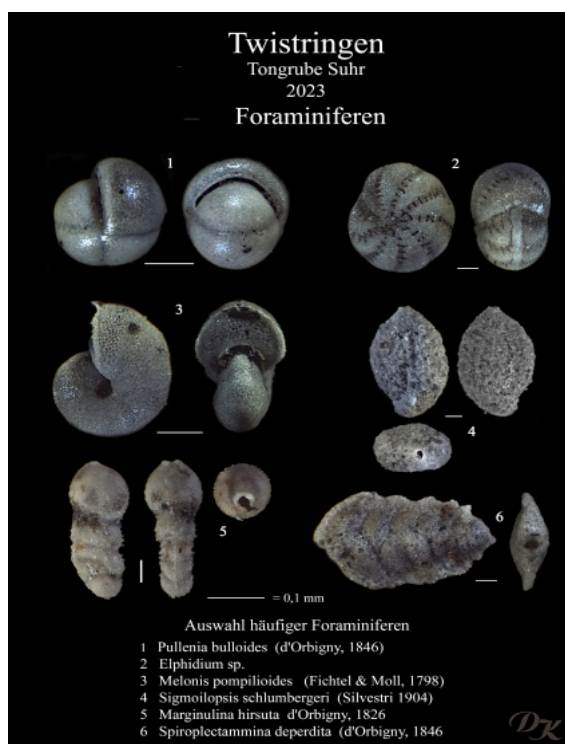 Twistringen
Tongrube Suhr
2023
Foraminiferen
1
2
3
4
5
6
= 0,1 mm
Auswahl häufiger Foraminiferen
1 Pullenia bulloides (d'Orbigny, 1846)
2 Elphidium sp.
3 Melonis pompilioides (Fichtel & Moll, 1798)
4 Sigmoilopsis schlumbergeri (Silvestri 1904)
5 Marginulina hirsuta d'Orbigny, 1826
6 Spiroplectammina deperdita (d'Orbigny, 1846
DK